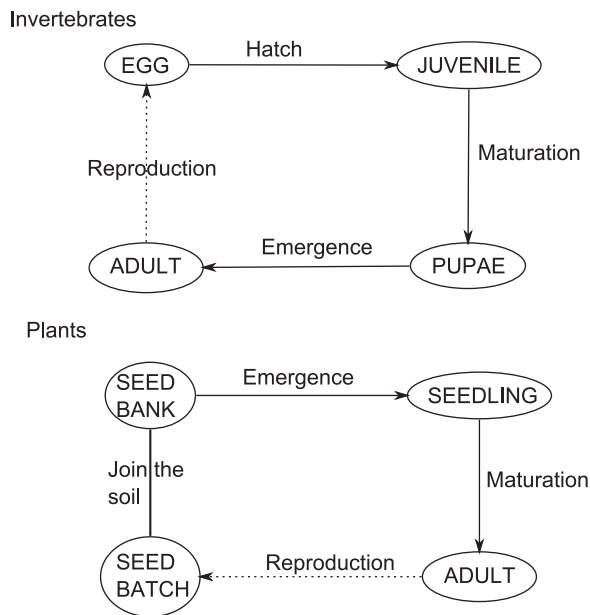 Invertebrates
EGG
Hatch
JUVENILE
Reproduction
Maturation
ADULT
Emergence
PUPAE
Plants
SEED
BANK
Emergence
SEEDLING
Join the
soil
Maturation
SEED
BATCH
Reproduction
ADULT